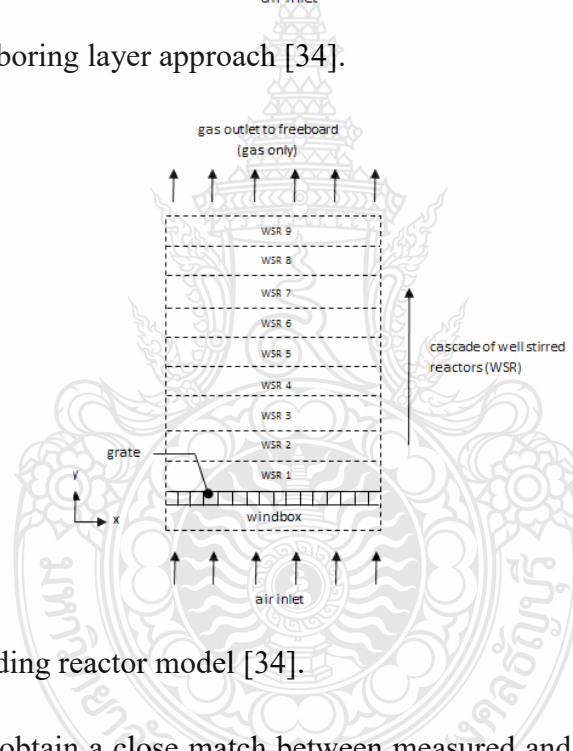 boring layer approach [34].
gas outlet to freeboard
(gas only)
WSR 9
WSR 8
WSR 7
WSR 6
WSR 5
cascade of well stirred
reactors (WSR)
WSR 4
WSR 3
WSR 2
grate
WSR 1
y
x
windbox
air inlet
ding reactor model [34].
obtain a close match between measured and